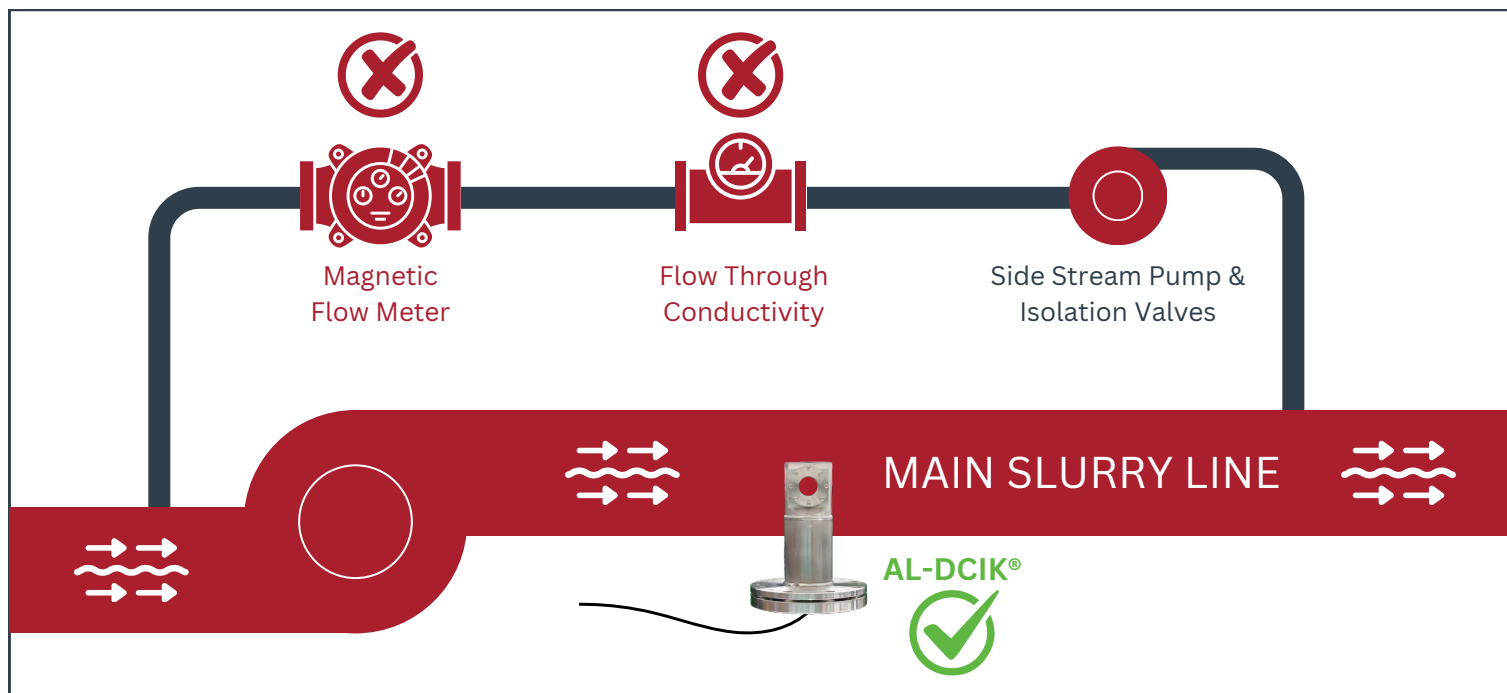 Magnetic
Flow Meter
Flow Through
Conductivity
Side Stream Pump &
Isolation Valves
MAIN SLURRY LINE
AL-DCIK®